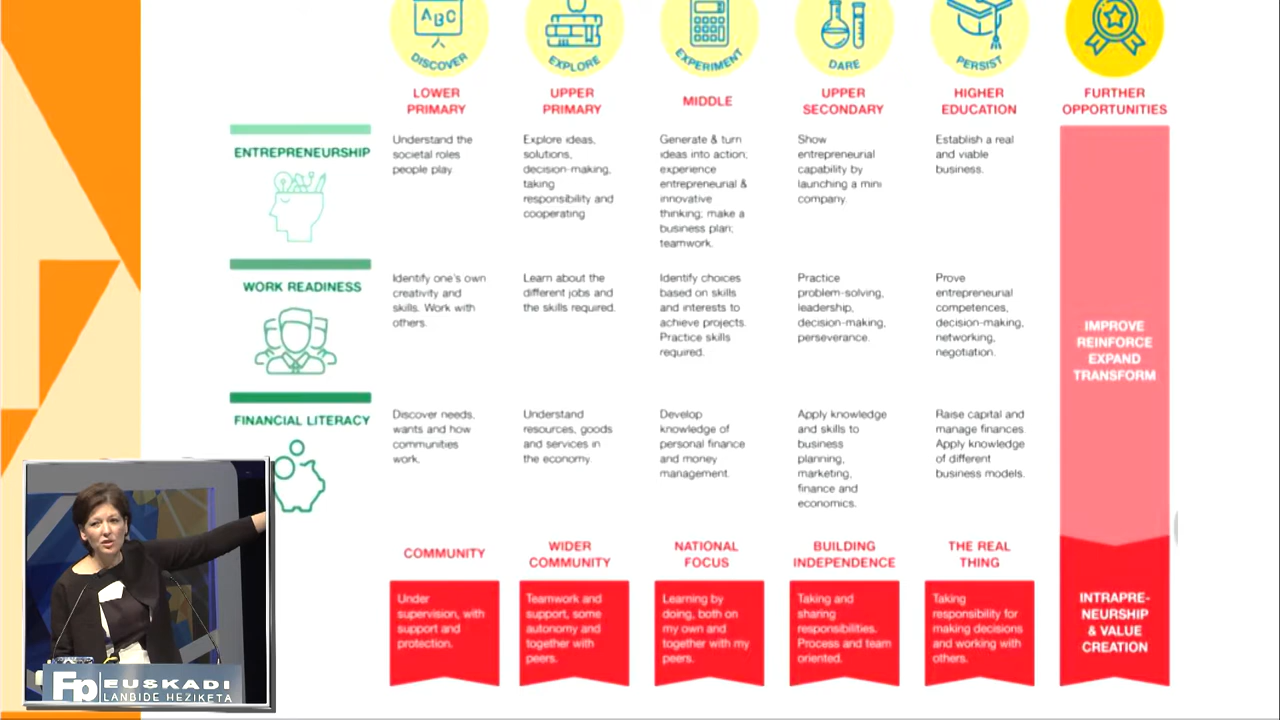 ABC
DISCOVER
EXPLORE
EXPERIMENT
DARE
PERSIST
LOWER
PRIMARY
UPPER
PRIMARY
MIDDLE
UPPER
SECONDARY
HIGHER
EDUCATION
FURTHER
OPPORTUNITIES
ENTREPRENEURSHIP
Understand the
societal roles
people play
Explore ideas,
solutions,
decision-making,
taking
responsibility and
cooperating
Generate & turn
ideas into action;
experience
entrepreneurial &
innovative
thinking; make a
business plan;
teamwork.
Show
entrepreneurial
capability by
launching a mini
company.
Establish a real
and viable
business.
WORK READINESS
Identify one's own
creativity and
skills. Work with
others.
Learn about the
different jobs and
the skills required.
Identify choices
based on skills
and interests to
achieve projects.
Practice skills
required.
Practice
problem-solving,
leadership,
decision-making,
perseverance.
Prove
entrepreneurial
competences,
decision-making,
networking,
negotiation.
IMPROVE
REINFORCE
EXPAND
TRANSFORM
FINANCIAL LITERACY
Discover needs,
wants and how
communities
work.
Understand
resources, goods
and services in
the economy.
Develop
knowledge of
personal finance
and money
management.
Apply knowledge
and skills to
business
planning,
marketing,
finance and
economics.
Raise capital and
manage finances.
Apply knowledge
of different
business models.
COMMUNITY
WIDER
COMMUNITY
NATIONAL
FOCUS
BUILDING
INDEPENDENCE
THE REAL
THING
Under
supervision, with
support and
protection.
Teamwork and
support, some
autonomy and
together with
peers.
Learning by
doing, both on
my own and
together with my
peers.
Taking and
sharing
responsibilities.
Process and team
oriented.
Taking
responsibility for
making decisions
and working with
others.
INTRAPRE-
NEURSHIP
& VALUE
CREATION
Fp EUSKADI
LANBIDE HEZIKETA